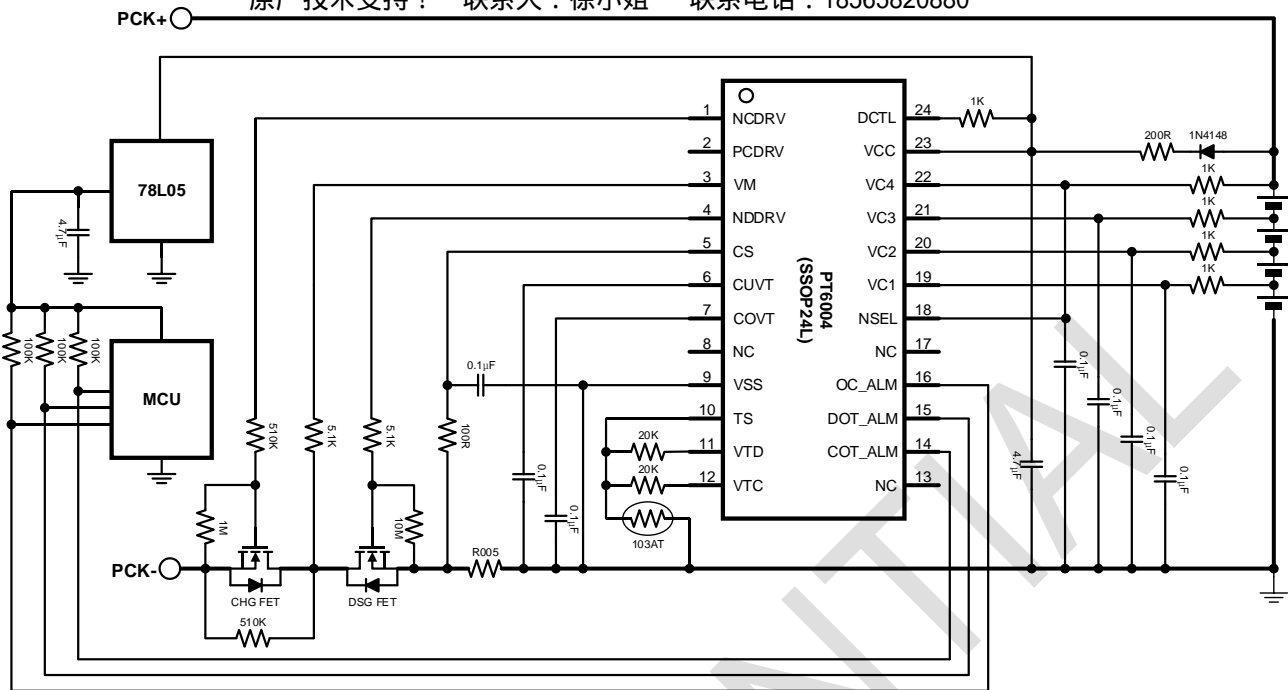 原厂技术支持！ 联系人：徐小姐 联系电话：18565820880
PCK+
78L05
4.7μF
100K
100K
100K
MCU
1 NCDRV
2 PCDRV
3 VM
4 NDDRV
5 CS
6 CUVT
7 COVT
8 NC
9 VSS
10 TS
11 VTD
12 VTC
PT6004
(SSOP24L)
DCTL 24
VCC 23
VC4 22
VC3 21
VC2 20
VC1 19
NSEL 18
NC 17
OC_ALM 16
DOT_ALM 15
COT_ALM 14
NC 13
1K
200R
1N4148
1K
1K
1K
1K
0.1μF
0.1μF
0.1μF
0.1μF
4.7μF
0.1μF
510K
5.1K
5.1K
100R
20K
20K
103AT
0.1μF
0.1μF
1M
10M
PCK-
CHG FET
DSG FET
R005
510K
NTIAL